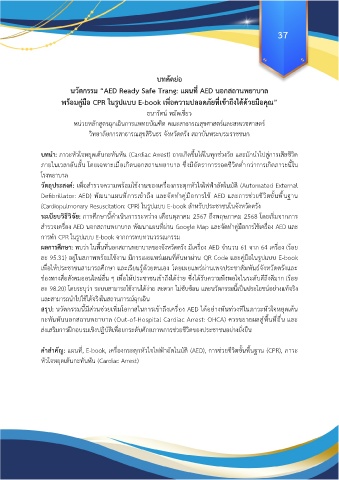 37
บทคัดย่อ
นวัตกรรม "AED Ready Safe Trang: แผนที่ AED นอกสถานพยาบาล
พร้อมคู่มือ CPR ในรูปแบบ E-book เพื่อความปลอดภัยที่เข้าถึงได้ด้วยมือคุณ"
ธนารัตน์ หมัดเชี่ยว
หน่วยหลักสูตรฉุกเฉินการแพทย์บัณฑิต คณะสาธารณสุขศาสตร์และสหเวชศาสตร์
วิทยาลัยการสาธารณสุขสิรินธร จังหวัดตรัง สถาบันพระบรมราชชนก
บทนำ: ภาวะหัวใจหยุดเต้นกะทันหัน (Cardiac Arrest) อาจเกิดขึ้นได้ในทุกช่วงวัย และมักนำไปสู่การเสียชีวิต
ภายในเวลาอันสั้น โดยเฉพาะเมื่อเกิดนอกสถานพยาบาล ซึ่งมีอัตราการรอดชีวิตต่ำกว่าการเกิดภาวะนี้ใน
โรงพยาบาล
วัตถุประสงค์: เพื่อสำรวจความพร้อมใช้งานของเครื่องกระตุกหัวใจไฟฟ้าอัตโนมัติ (Automated External
Defibrillator: AED) พัฒนาแผนที่การเข้าถึง และจัดทำคู่มือการใช้ AED และการช่วยชีวิตขั้นพื้นฐาน
(Cardiopulmonary Resuscitation: CPR) ในรูปแบบ E-book สำหรับประชาชนในจังหวัดตรัง
ระเบียบวิธีวิจัย: การศึกษานี้ดำเนินการระหว่าง เดือนตุลาคม 2567 ถึงพฤษภาคม 2568 โดยเริ่มจากการ
สำรวจเครื่อง AED นอกสถานพยาบาล พัฒนาแผนที่ผ่าน Google Map และจัดทำคู่มือการใช้เครื่อง AED และ
การทำ CPR ในรูปแบบ E-book จากการทบทวนวรรณกรรม
ผลการศึกษา: พบว่า ในพื้นที่นอกสถานพยาบาลของจังหวัดตรัง มีเครื่อง AED จำนวน 61 จาก 64 เครื่อง (ร้อย
ละ 95.31) อยู่ในสภาพพร้อมใช้งาน มีการเผยแพร่แผนที่ค้นหาผ่าน QR Code และคู่มือในรูปแบบ E-book
เพื่อให้ประชาชนสามารถศึกษา และเรียนรู้ด้วยตนเอง โดยเผยแพร่ผ่านเพจประชาสัมพันธ์จังหวัดตรังและ
ช่องทางสื่อสังคมออนไลน์อื่น ๆ เพื่อให้ประชาชนเข้าถึงได้ง่าย ซึ่งได้รับความพึงพอใจในระดับดีถึงดีมาก (ร้อย
ละ 98.20) โดยระบุว่า ระบบสามารถใช้งานได้ง่าย สะดวก ไม่ซับซ้อน และนวัตกรรมนี้เป็นประโยชน์อย่างแท้จริง
และสามารถนำไปใช้ได้จริงในสถานการณ์ฉุกเฉิน
สรุป: นวัตกรรมนี้มีส่วนช่วยเพิ่มโอกาสในการเข้าถึงเครื่อง AED ได้อย่างทันท่วงทีในภาวะหัวใจหยุดเต้น
กะทันหันนอกสถานพยาบาล (Out-of-Hospital Cardiac Arrest: OHCA) ควรขยายผลสู่พื้นที่อื่น และ
ส่งเสริมการฝึกอบรมเชิงปฏิบัติเพื่อยกระดับศักยภาพการช่วยชีวิตของประชาชนอย่างยั่งยืน
คำสำคัญ: แผนที่, E-book, เครื่องกระตุกหัวใจไฟฟ้าอัตโนมัติ (AED), การช่วยชีวิตขั้นพื้นฐาน (CPR), ภาวะ
หัวใจหยุดเต้นกะทันหัน (Cardiac Arrest)